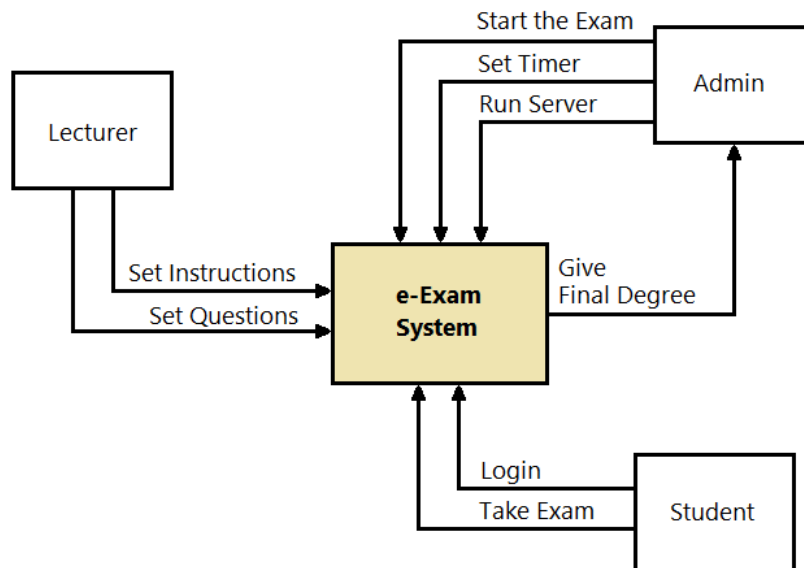 Start the Exam
Set Timer
Run Server
Admin
Lecturer
Set Instructions
Set Questions
e-Exam
System
Give
Final Degree
Login
Take Exam
Student